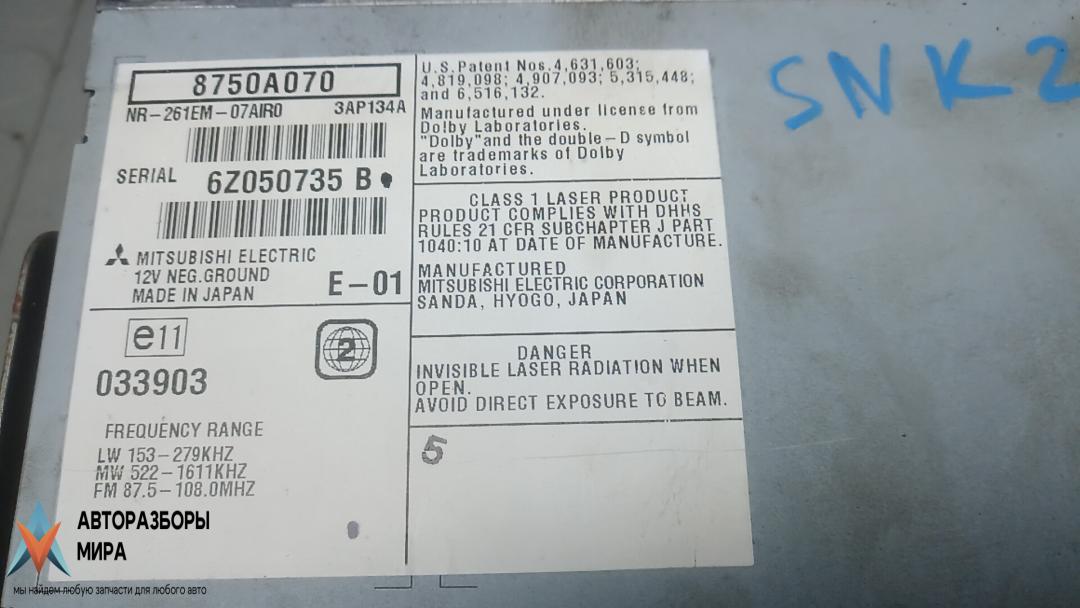 8750A070
NR-261EM-07AIR0 3AP134A
SERIAL 6Z050735 B
MITSUBISHI ELECTRIC
12V NEG.GROUND
MADE IN JAPAN E-01
e11
2
033903
FREQUENCY RANGE
LW 153-279KHZ
MW 522-1611KHZ
FM 87.5-108.0MHZ
U.S.Patent Nos.4,631,603;
4,819,098; 4,907,093; 5,315,448;
and 6,516,132.
Manufactured under license from
Dolby Laboratories.
"Dolby"and the double-D symbol
are trademarks of Dolby
Laboratories.
CLASS 1 LASER PRODUCT
PRODUCT COMPLIES WITH DHHS
RULES 21 CFR SUBCHAPTER J PART
1040:10 AT DATE OF MANUFACTURE.
MANUFACTURED
MITSUBISHI ELECTRIC CORPORATION
SANDA, HYOGO, JAPAN
DANGER
INVISIBLE LASER RADIATION WHEN
OPEN.
AVOID DIRECT EXPOSURE TO BEAM.
5
SNK2
АВТОРАЗБОРЫ
МИРА
мы найдем любую запчасти для любого авто